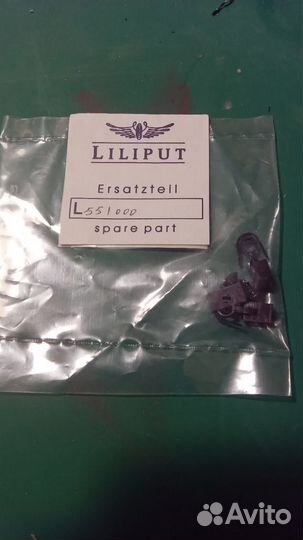 LILIPUT
Ersatzteil
L551000
spare part
Avito